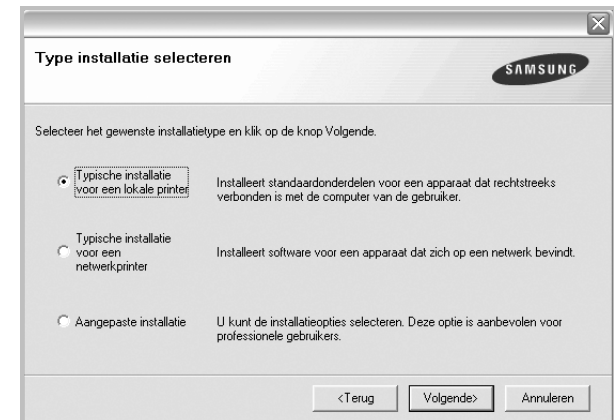 Type installatie selecteren
SAMSUNG
Selecteer het gewenste installatietype en klik op de knop Volgende.
Typische installatie
voor een lokale printer
Installeert standaardonderdelen voor een apparaat dat rechtstreeks
verbonden is met de computer van de gebruiker.
Typische installatie
voor een
netwerkprinter
Installeert software voor een apparaat dat zich op een netwerk bevindt.
Aangepaste installatie
U kunt de installatieopties selecteren. Deze optie is aanbevolen voor
professionele gebruikers.
<Terug
Volgende>
Annuleren